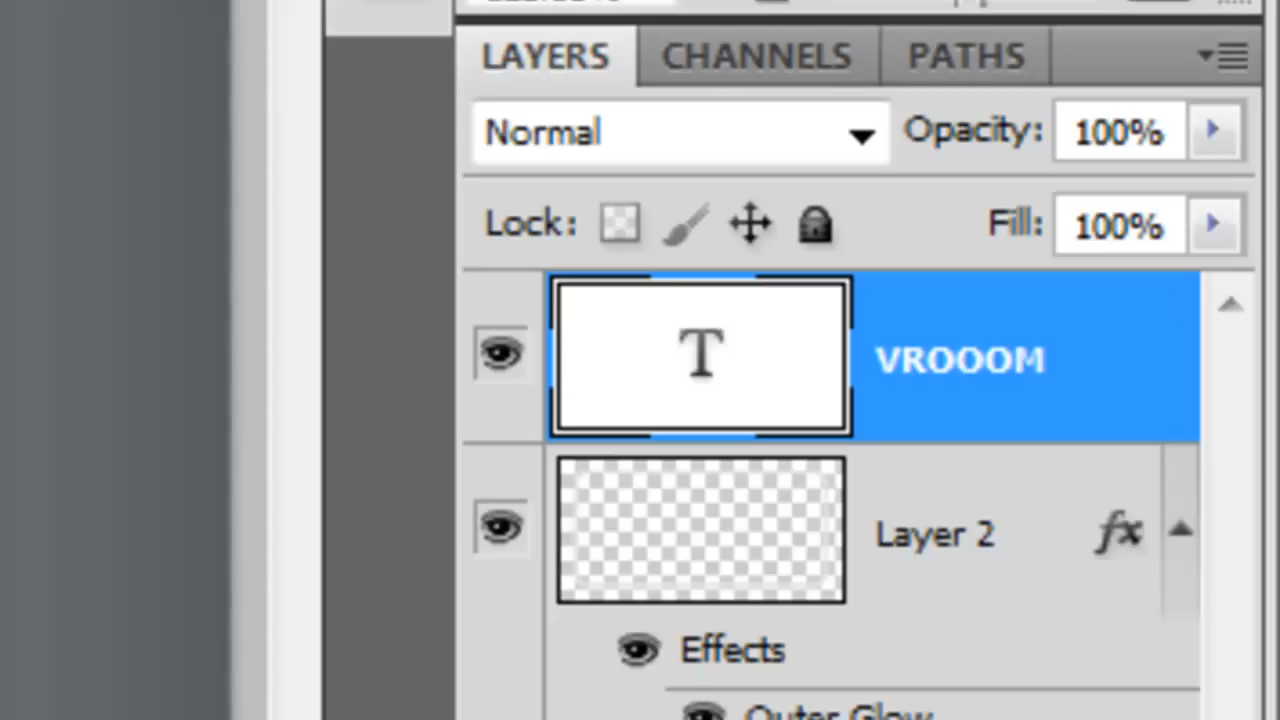 LAYERS CHANNELS PATHS
Normal Opacity: 100%
Lock: Fill: 100%
T VROOOM
Layer 2 fx
Effects
Outer Glow